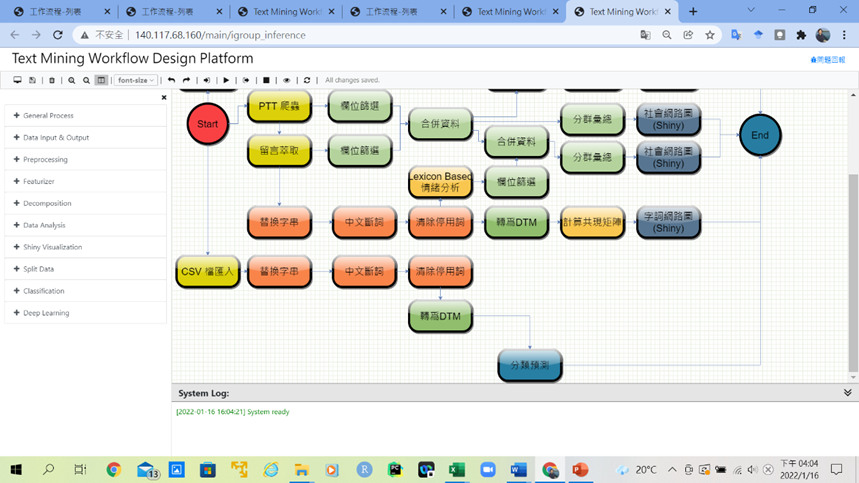 工作流程-列表
工作流程-列表
Text Mining Workf
工作流程-列表
Text Mining Workf
Text Mining Workf
不安全
140.117.68.160/main/igroup_inference
Text Mining Workflow Design Platform
問題回報
font-size
All changes saved.
General Process
Data Input & Output
Preprocessing
Featurizer
Decomposition
Data Analysis
Shiny Visualization
Split Data
Classification
Deep Learning
Start
PTT 爬蟲
欄位篩選
合併資料
分群彙總
社會網路圖
(Shiny)
End
留言萃取
欄位篩選
合併資料
分群彙總
社會網路圖
(Shiny)
Lexicon Based
情緒分析
欄位篩選
替換字串
中文斷詞
清除停用詞
轉為DTM
計算共現矩陣
字詞網路圖
(Shiny)
CSV 檔匯入
替換字串
中文斷詞
清除停用詞
轉為DTM
分類預測
System Log:
[2022-01-16 16:04:21] System ready
13
20°C
下午 04:04
2022/1/16